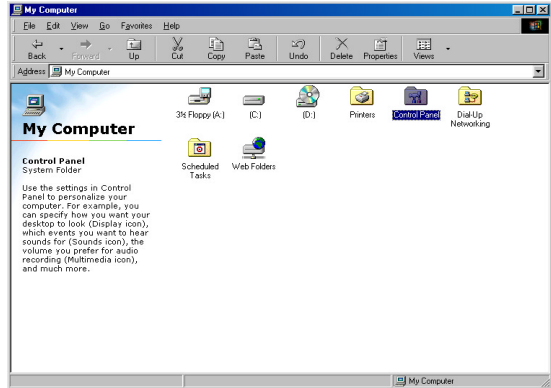 My Computer
File Edit View Go Favorites Help
Back Forward Up Cut Copy Paste Undo Delete Properties Views
Address My Computer
3½ Floppy (A:) (C:) (D:) Printers Control Panel Dial-Up
Networking
Scheduled
Tasks
Web Folders
My Computer
Control Panel
System Folder
Use the settings in Control
Panel to personalize your
computer. For example, you
can specify how you want your
desktop to look (Display icon),
which events you want to hear
sounds for (Sounds icon), the
volume you prefer for audio
recording (Multimedia icon),
and much more.
My Computer